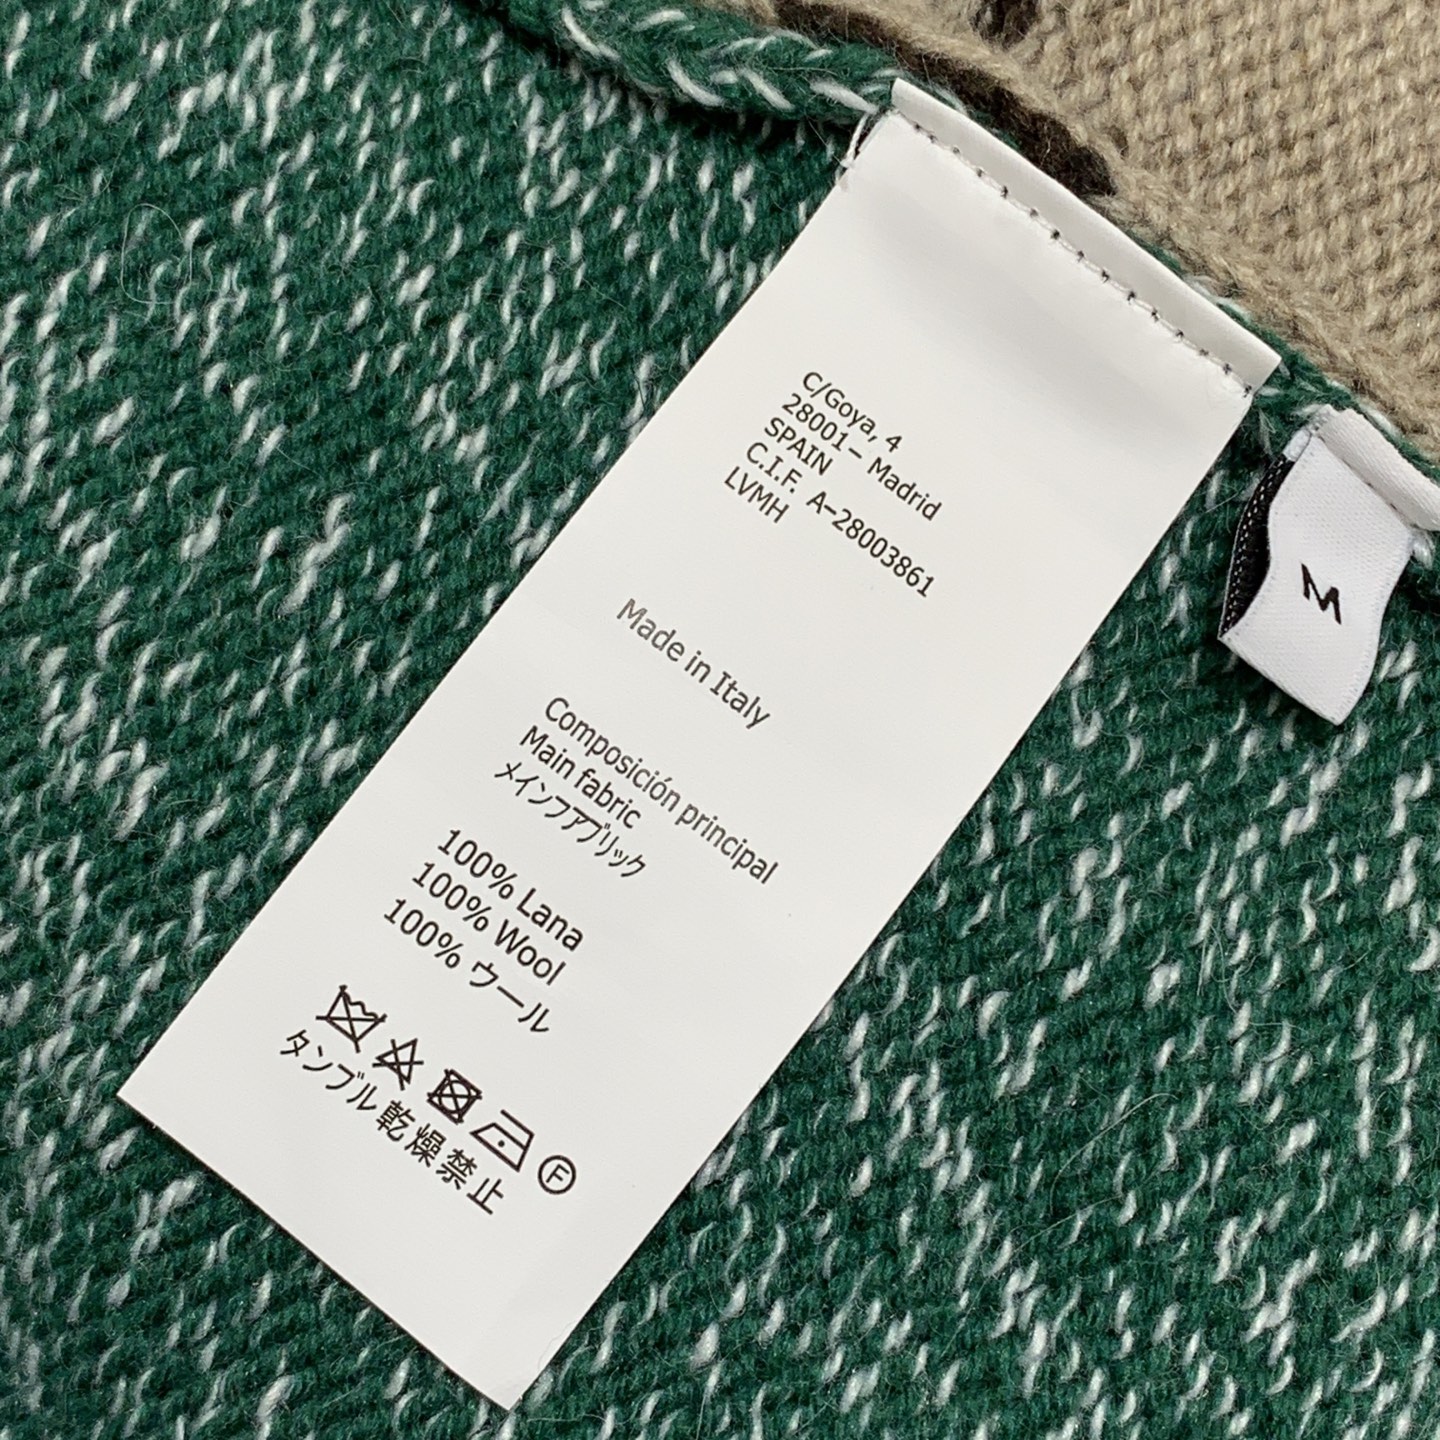 C/Goya, 4
28001- Madrid
SPAIN
C.I.F. A-28003861
LVMH
Made in Italy
Composición principal
Main fabric
メインファブリック
100% Lana
100% Wool
100% ウール
F
タンブル乾燥禁止
M